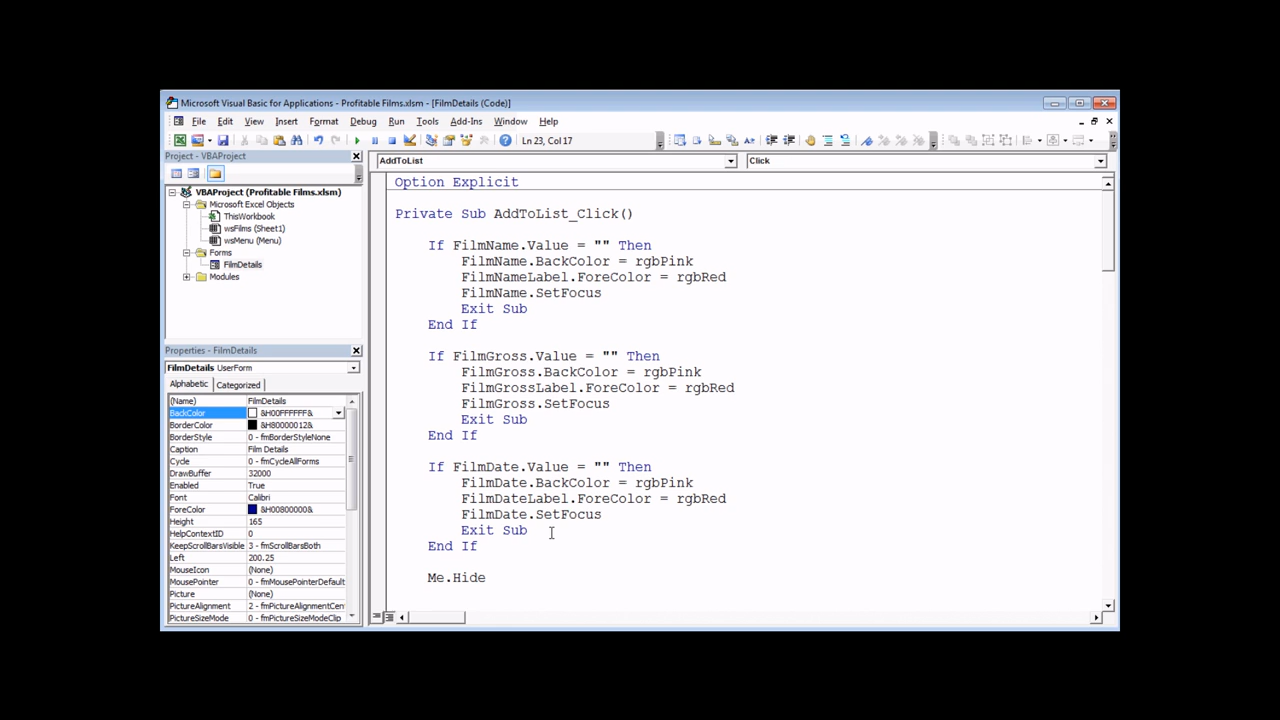 Microsoft Visual Basic for Applications - Profitable Films.xlsm - [FilmDetails (Code)]
File Edit View Insert Format Debug Run Tools Add-Ins Window Help
Ln 23, Col 17
Project - VBAProject
VBAProject (Profitable Films.xlsm)
Microsoft Excel Objects
ThisWorkbook
wsFilms (Sheet1)
wsMenu (Menu)
Forms
FilmDetails
Modules
Properties - FilmDetails
FilmDetails UserForm
Alphabetic Categorized
(Name) FilmDetails
BackColor &H00FFFFFF&
BorderColor &H80000012&
BorderStyle 0 - fmBorderStyleNone
Caption Film Details
Cycle 0 - fmCycleAllForms
DrawBuffer 32000
Enabled True
Font Calibri
ForeColor &H00800000&
Height 165
HelpContextID 0
KeepScrollBarsVisible 3 - fmScrollBarsBoth
Left 200.25
MouseIcon (None)
MousePointer 0 - fmMousePointerDefault
Picture (None)
PictureAlignment 2 - fmPictureAlignmentCen
PictureSizeMode 0 - fmPictureSizeModeClip
AddToList Click
Option Explicit
Private Sub AddToList_Click()
If FilmName.Value = "" Then
FilmName.BackColor = rgbPink
FilmNameLabel.ForeColor = rgbRed
FilmName.SetFocus
Exit Sub
End If
If FilmGross.Value = "" Then
FilmGross.BackColor = rgbPink
FilmGrossLabel.ForeColor = rgbRed
FilmGross.SetFocus
Exit Sub
End If
If FilmDate.Value = "" Then
FilmDate.BackColor = rgbPink
FilmDateLabel.ForeColor = rgbRed
FilmDate.SetFocus
Exit Sub
End If
Me.Hide